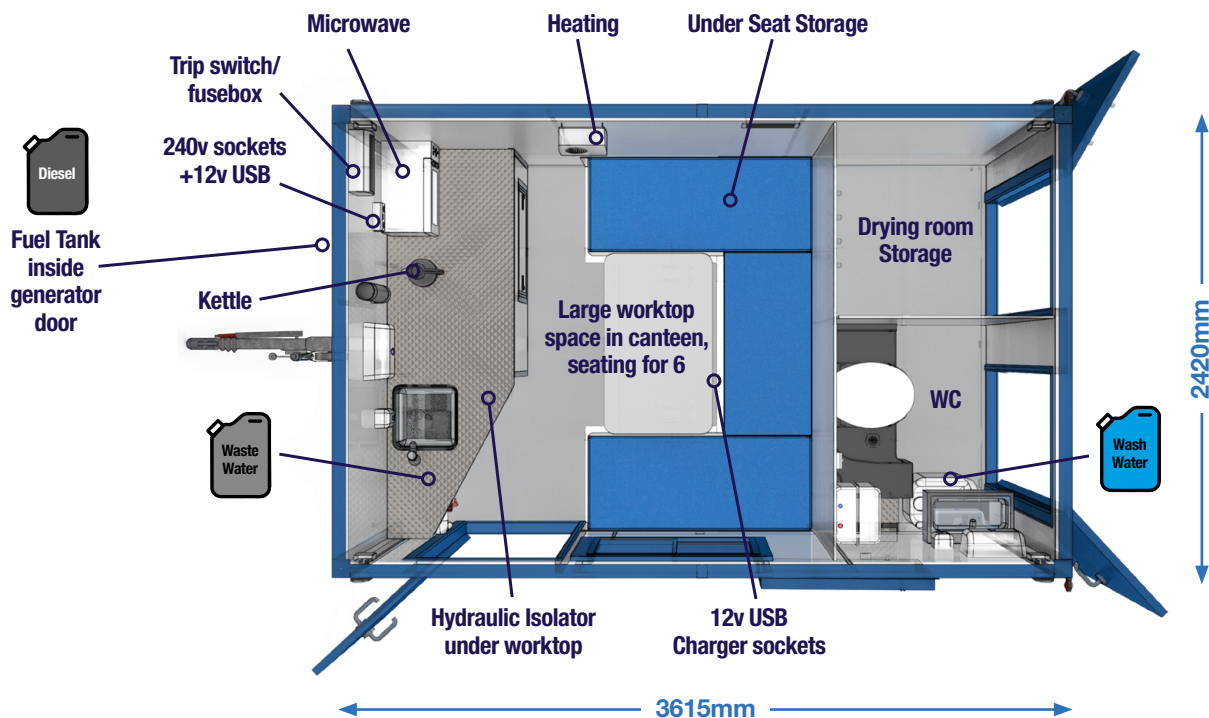 Microwave
Heating
Under Seat Storage
Trip switch/
fusebox
240v sockets
+12v USB
Diesel
Fuel Tank
inside
generator
door
Kettle
Large worktop
space in canteen,
seating for 6
Drying room
Storage
WC
2420mm
Waste
Water
Wash
Water
Hydraulic Isolator
under worktop
12v USB
Charger sockets
3615mm